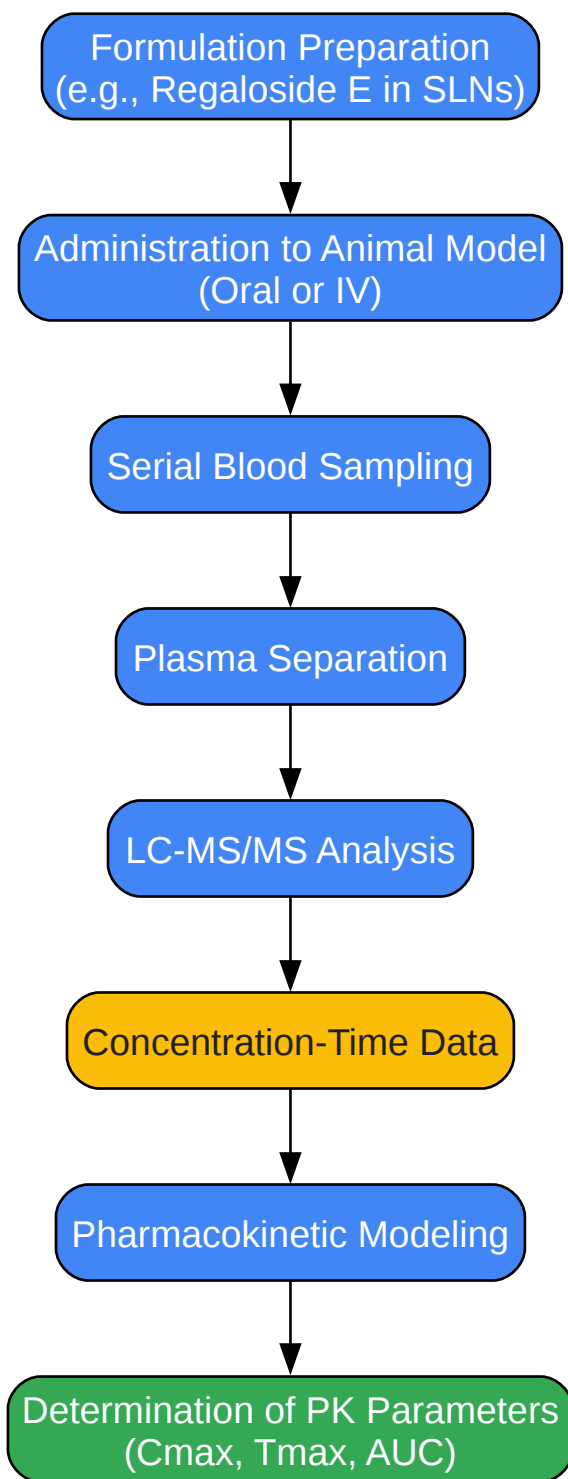 Formulation Preparation
(e.g., Regaloside E in SLNs)
Administration to Animal Model
(Oral or IV)
Serial Blood Sampling
Plasma Separation
LC-MS/MS Analysis
Concentration-Time Data
Pharmacokinetic Modeling
Determination of PK Parameters
(Cmax, Tmax, AUC)